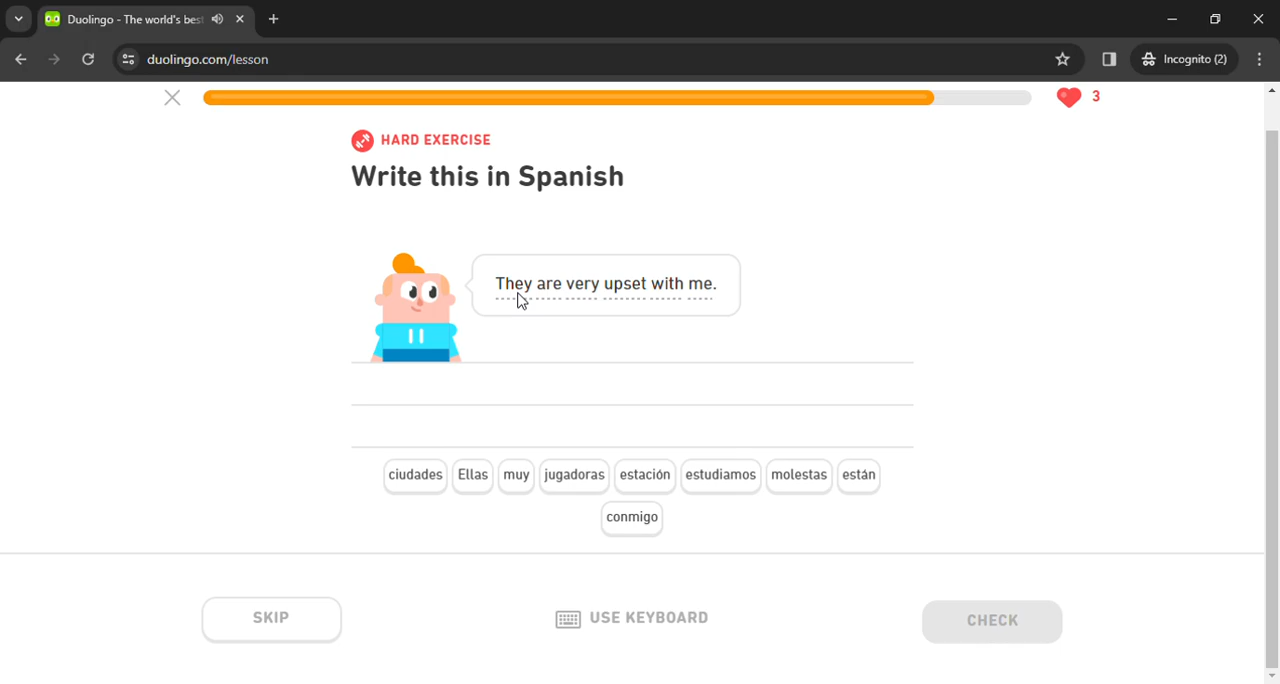 Duolingo - The world's bes
duolingo.com/lesson
Incognito (2)
3
HARD EXERCISE
Write this in Spanish
They are very upset with me.
ciudades Ellas muy jugadoras estación estudiamos molestas están
conmigo
SKIP USE KEYBOARD CHECK